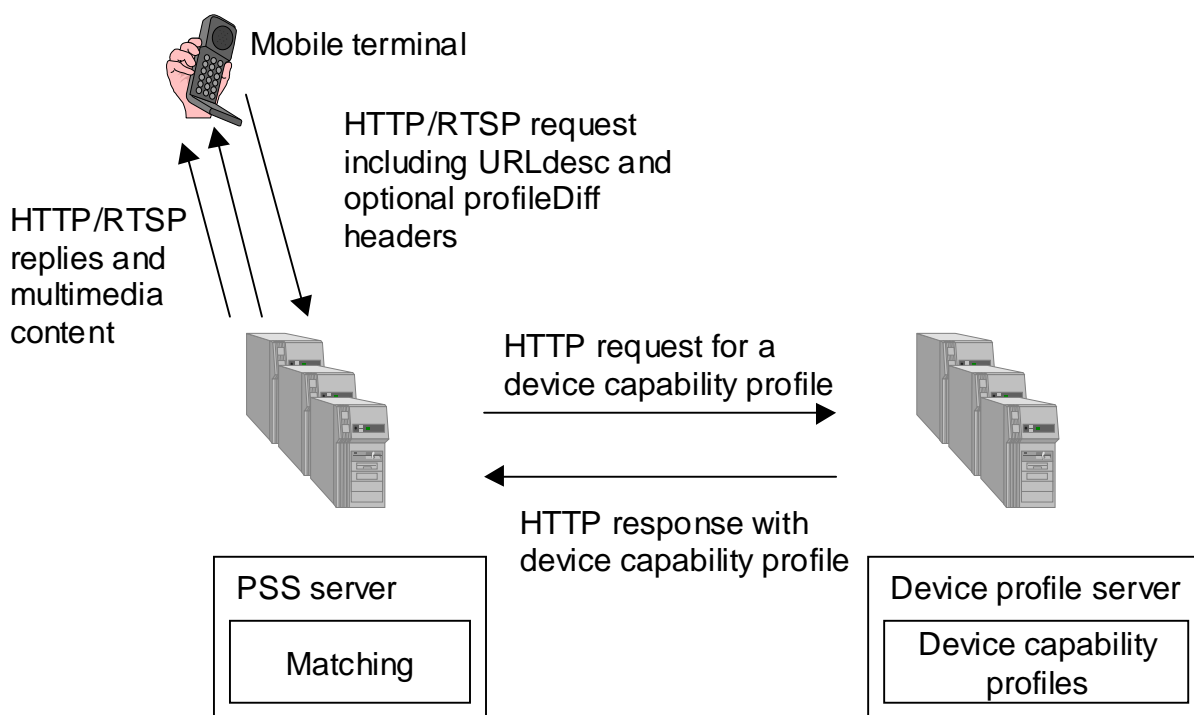 Mobile terminal
HTTP/RTSP request
including URLdesc and
optional profileDiff
headers
HTTP/RTSP
replies and
multimedia
content
HTTP request for a
device capability profile
HTTP response with
device capability profile
PSS server
Matching
Device profile server
Device capability
profiles